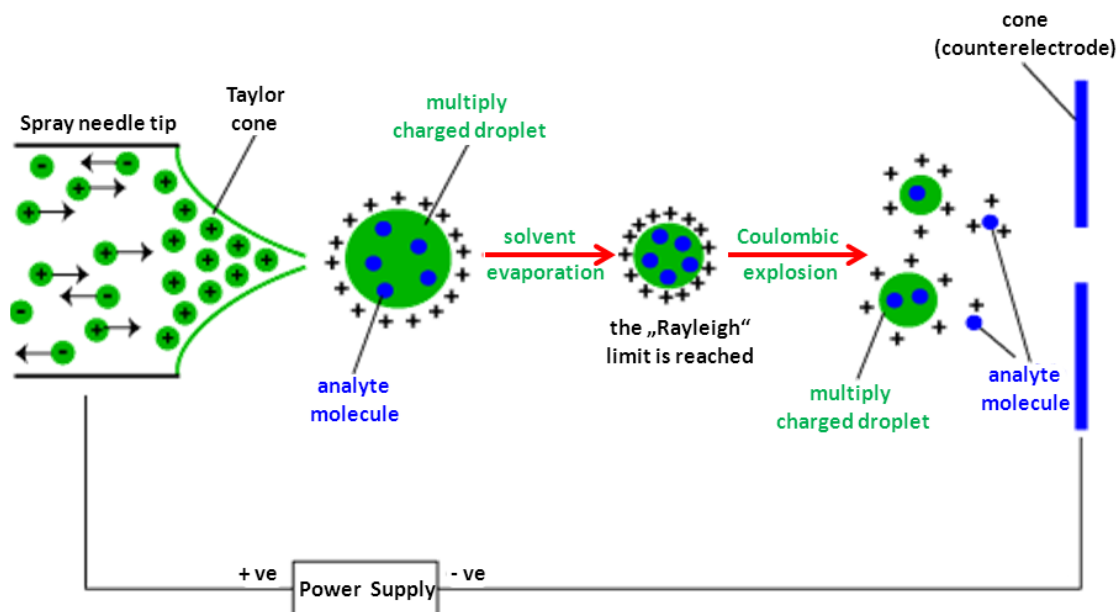 cone
(counterelectrode)
Taylor
cone
Spray needle tip
multiply
charged droplet
solvent
evaporation
Coulombic
explosion
the „Rayleigh“
limit is reached
analyte
molecule
multiply
charged droplet
analyte
molecule
+ ve
Power Supply
- ve